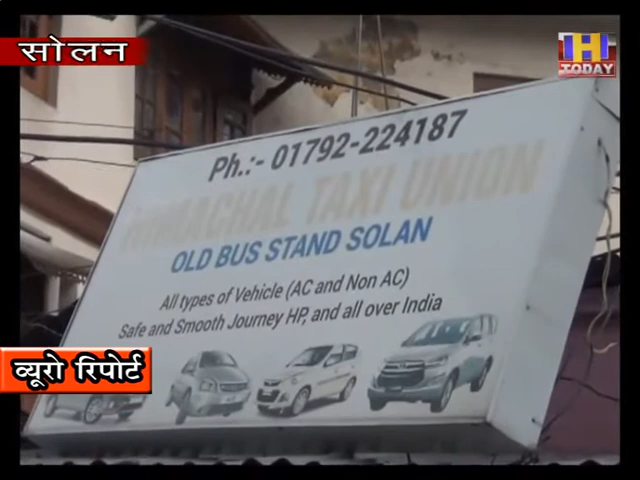 सोलन
IHI
TODAY
Ph.:- 01792-224187
HIMACHAL TAXI UNION
OLD BUS STAND SOLAN
All types of Vehicle (AC and Non AC)
Safe and Smooth Journey HP, and all over India
व्यूरो रिपोर्ट